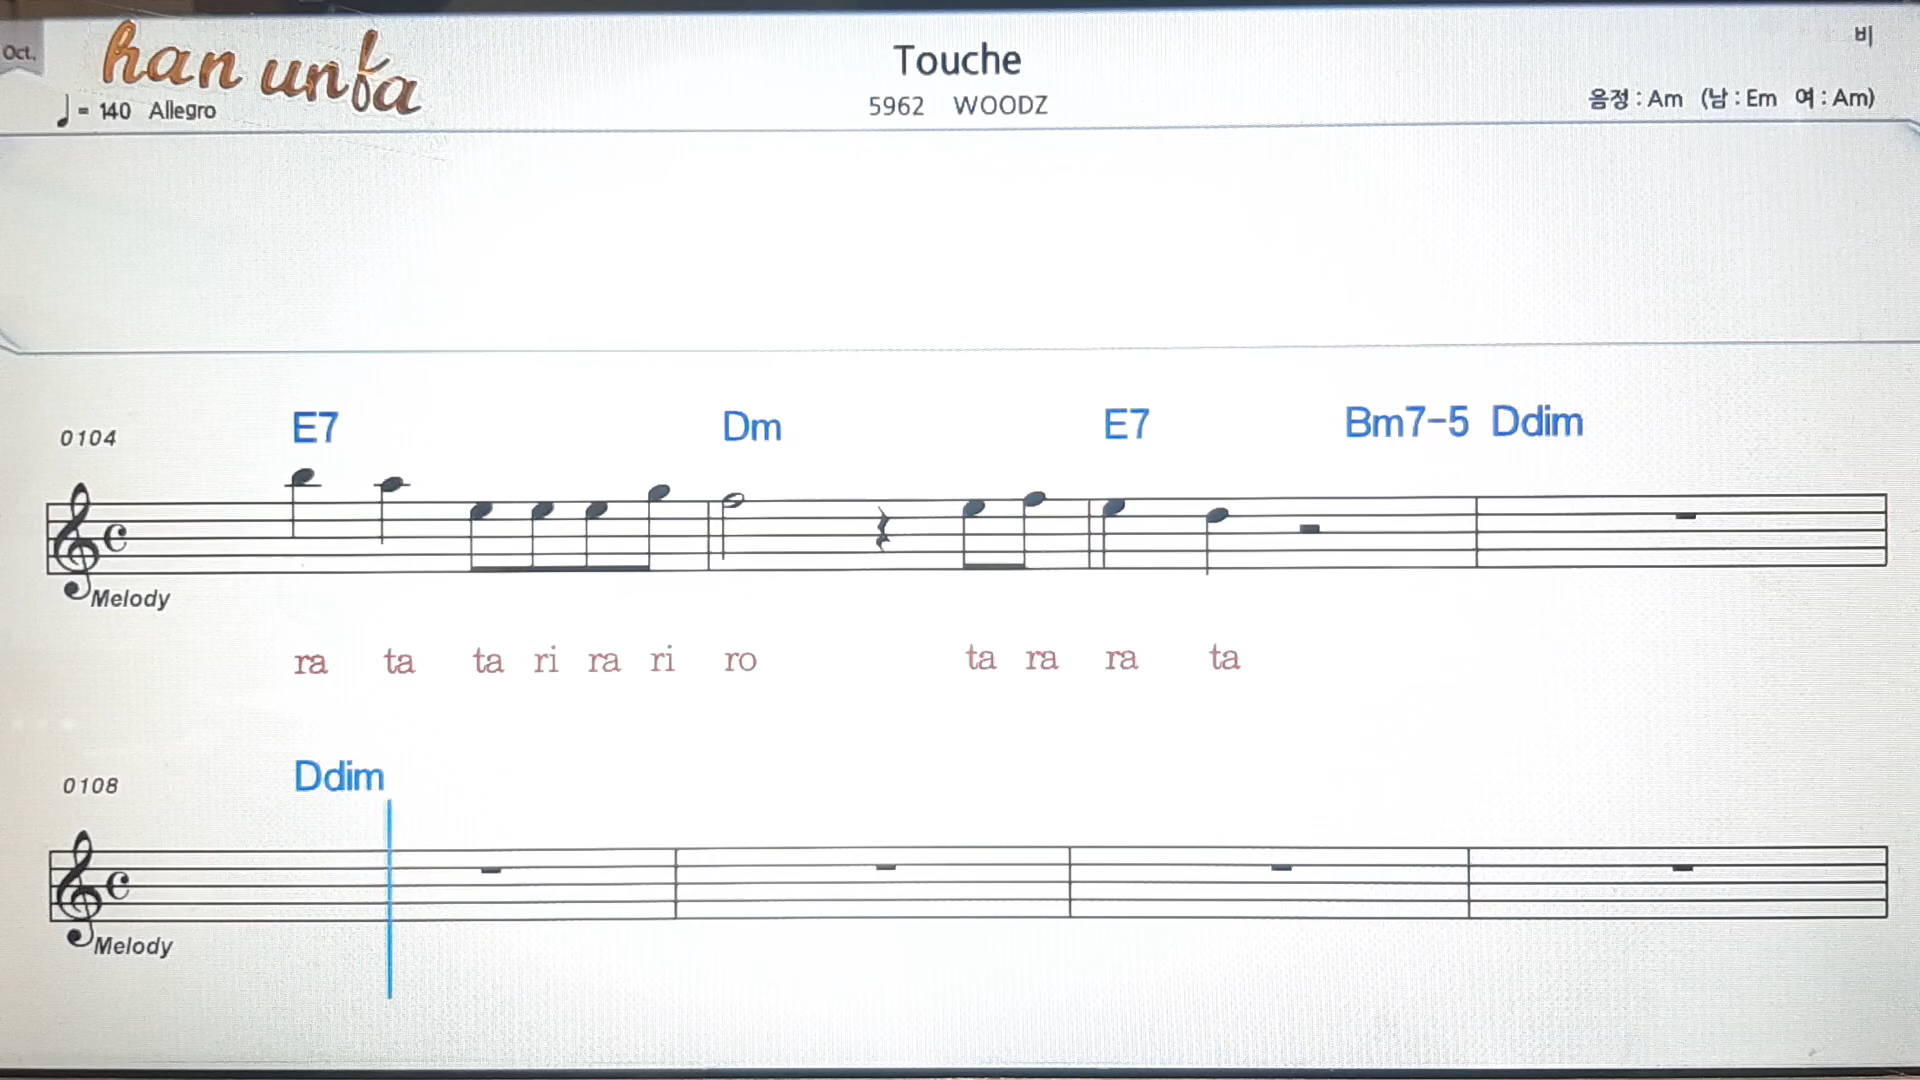 Oct.
han unfa
Touche
비
= 140 Allegro
5962 WOODZ
음정 : Am (남 : Em 여 : Am)
0104 E7 Dm E7 Bm7-5 Ddim
Melody
ra ta ta ri ra ri ro ta ra ra ta
0108 Ddim
Melody